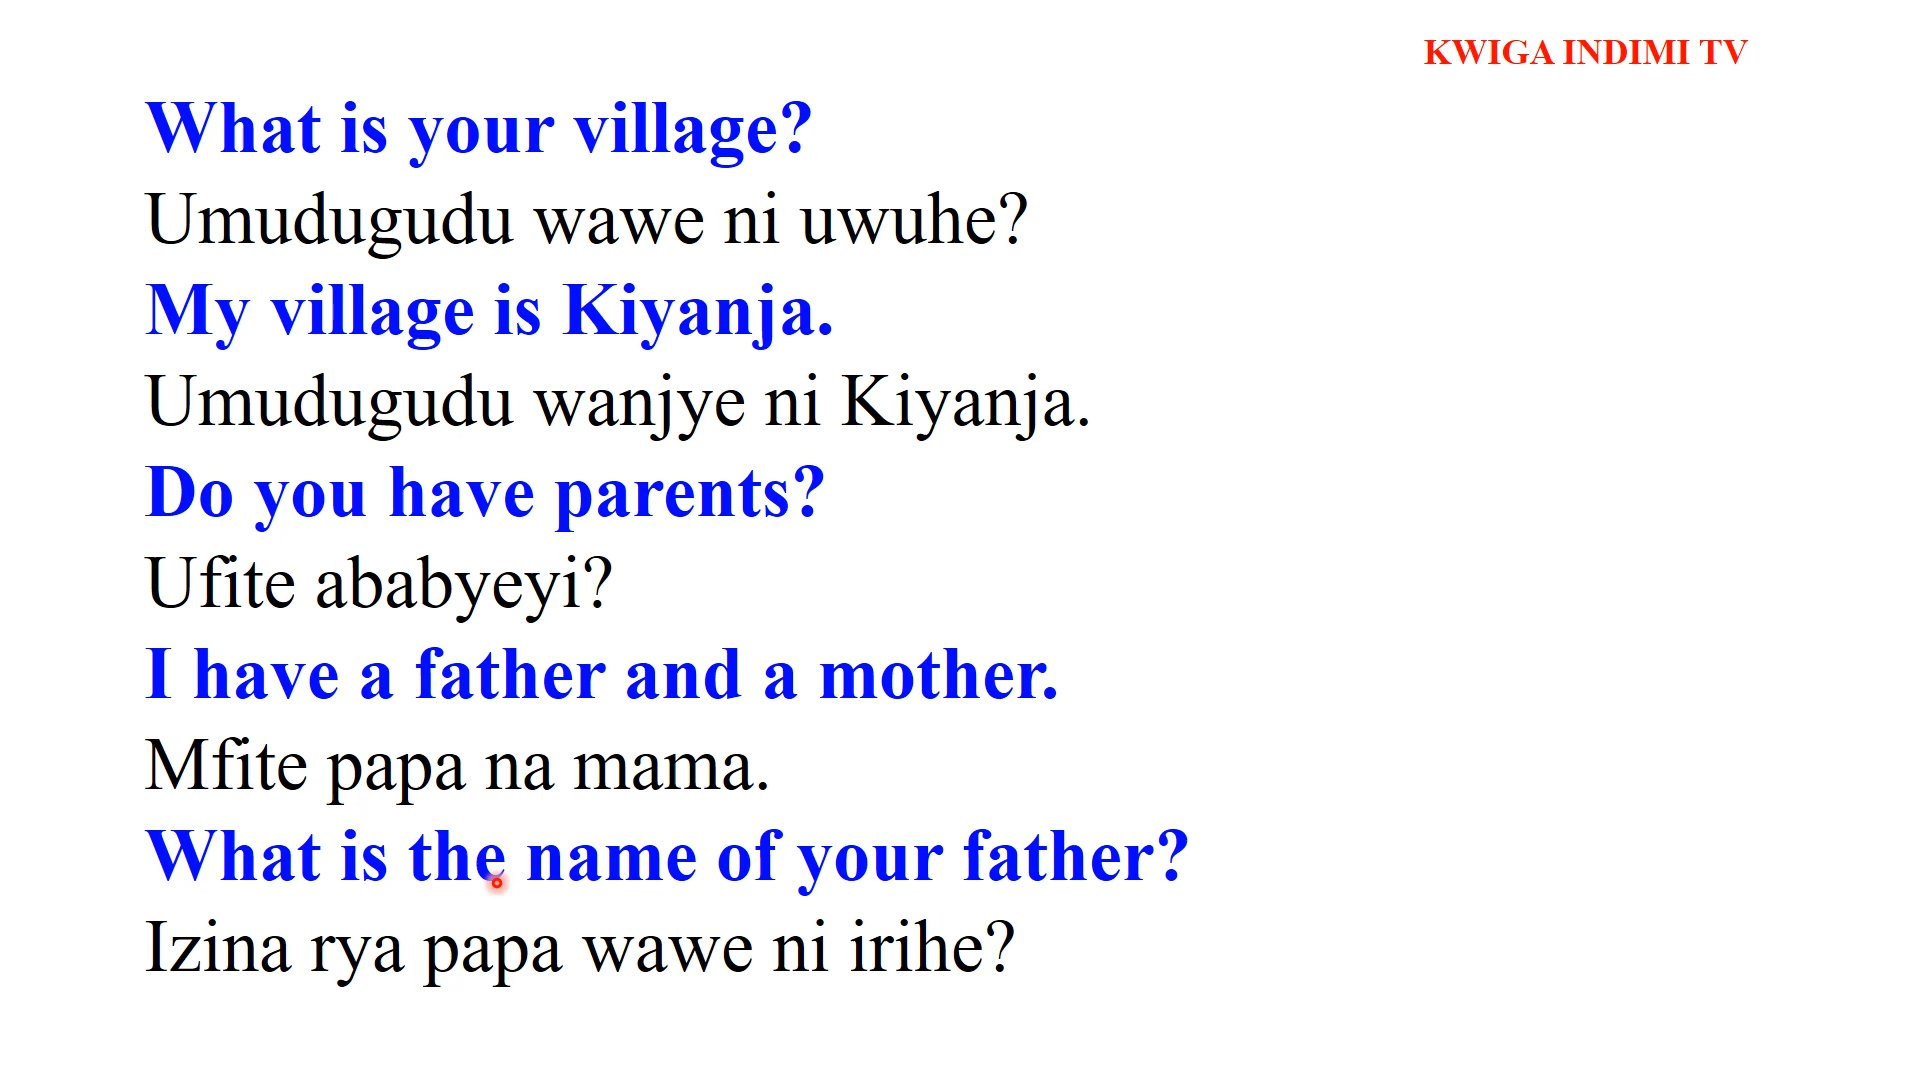 KWIGA INDIMI TV
What is your village?
Umudugudu wawe ni uwuhe?
My village is Kiyanja.
Umudugudu wanjye ni Kiyanja.
Do you have parents?
Ufite ababyeyi?
I have a father and a mother.
Mfite papa na mama.
What is the name of your father?
Izina rya papa wawe ni irihe?